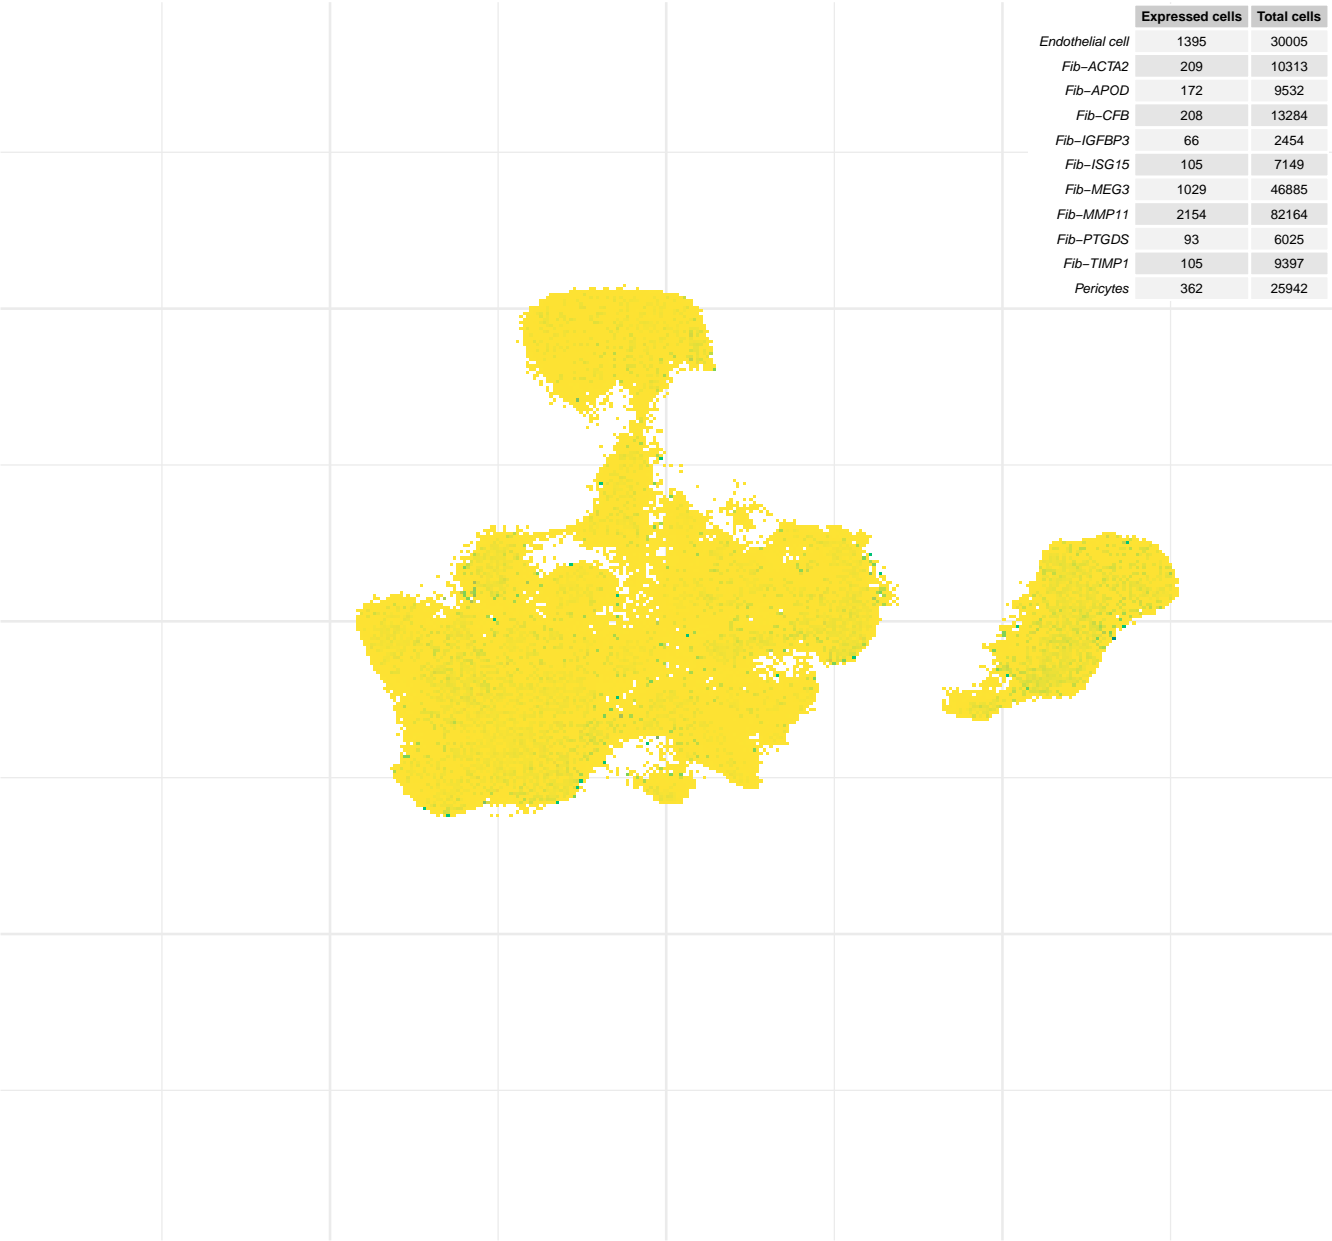 Expressed cells Total cells
Endothelial cell 1395 30005
Fib−ACTA2 209 10313
Fib−APOD 172 9532
Fib−CFB 208 13284
Fib−IGFBP3 66 2454
Fib−ISG15 105 7149
Fib−MEG3 1029 46885
Fib−MMP11 2154 82164
Fib−PTGDS 93 6025
Fib−TIMP1 105 9397
Pericytes 362 25942